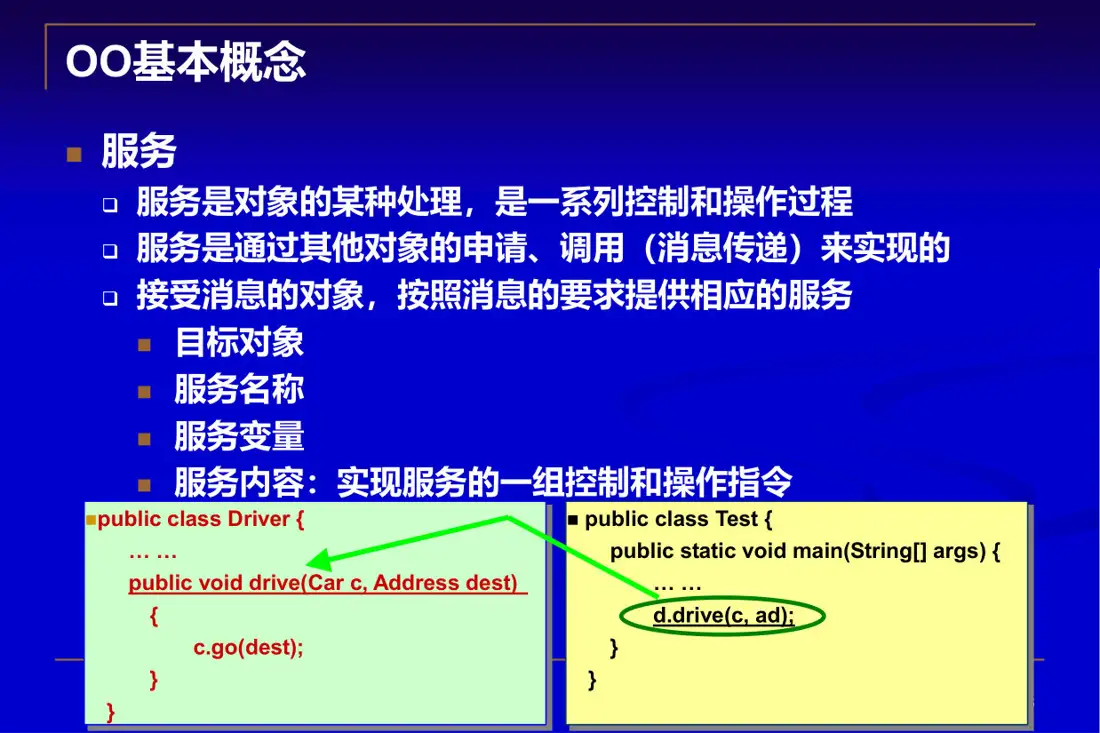 OO基本概念
服务
服务是对象的某种处理，是一系列控制和操作过程
服务是通过其他对象的申请、调用（消息传递）来实现的
接受消息的对象，按照消息的要求提供相应的服务
目标对象
服务名称
服务变量
服务内容：实现服务的一组控制和操作指令
public class Driver {
… …
public void drive(Car c, Address dest)
{
c.go(dest);
}
}
public class Test {
public static void main(String[] args) {
… …
d.drive(c, ad);
}
}